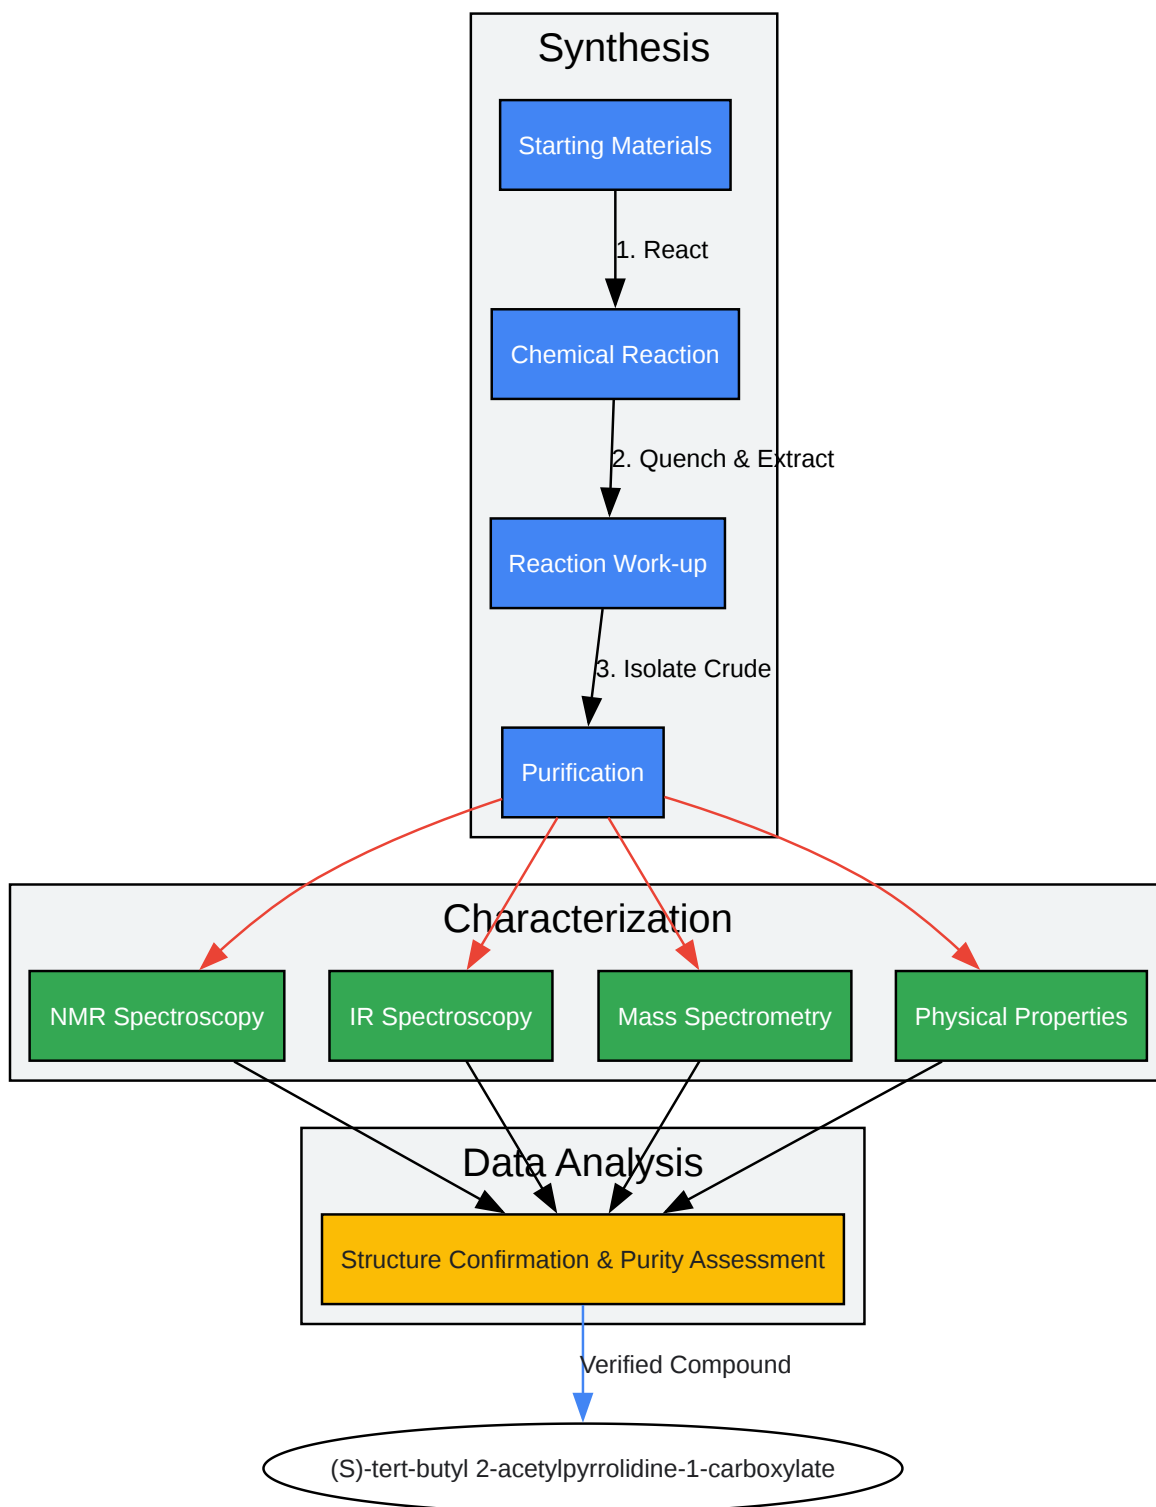 Synthesis
Starting Materials
1. React
Chemical Reaction
2. Quench & Extract
Reaction Work-up
3. Isolate Crude
Purification
Characterization
NMR Spectroscopy
IR Spectroscopy
Mass Spectrometry
Physical Properties
Data Analysis
Structure Confirmation & Purity Assessment
Verified Compound
(S)-tert-butyl 2-acetylpyrrolidine-1-carboxylate